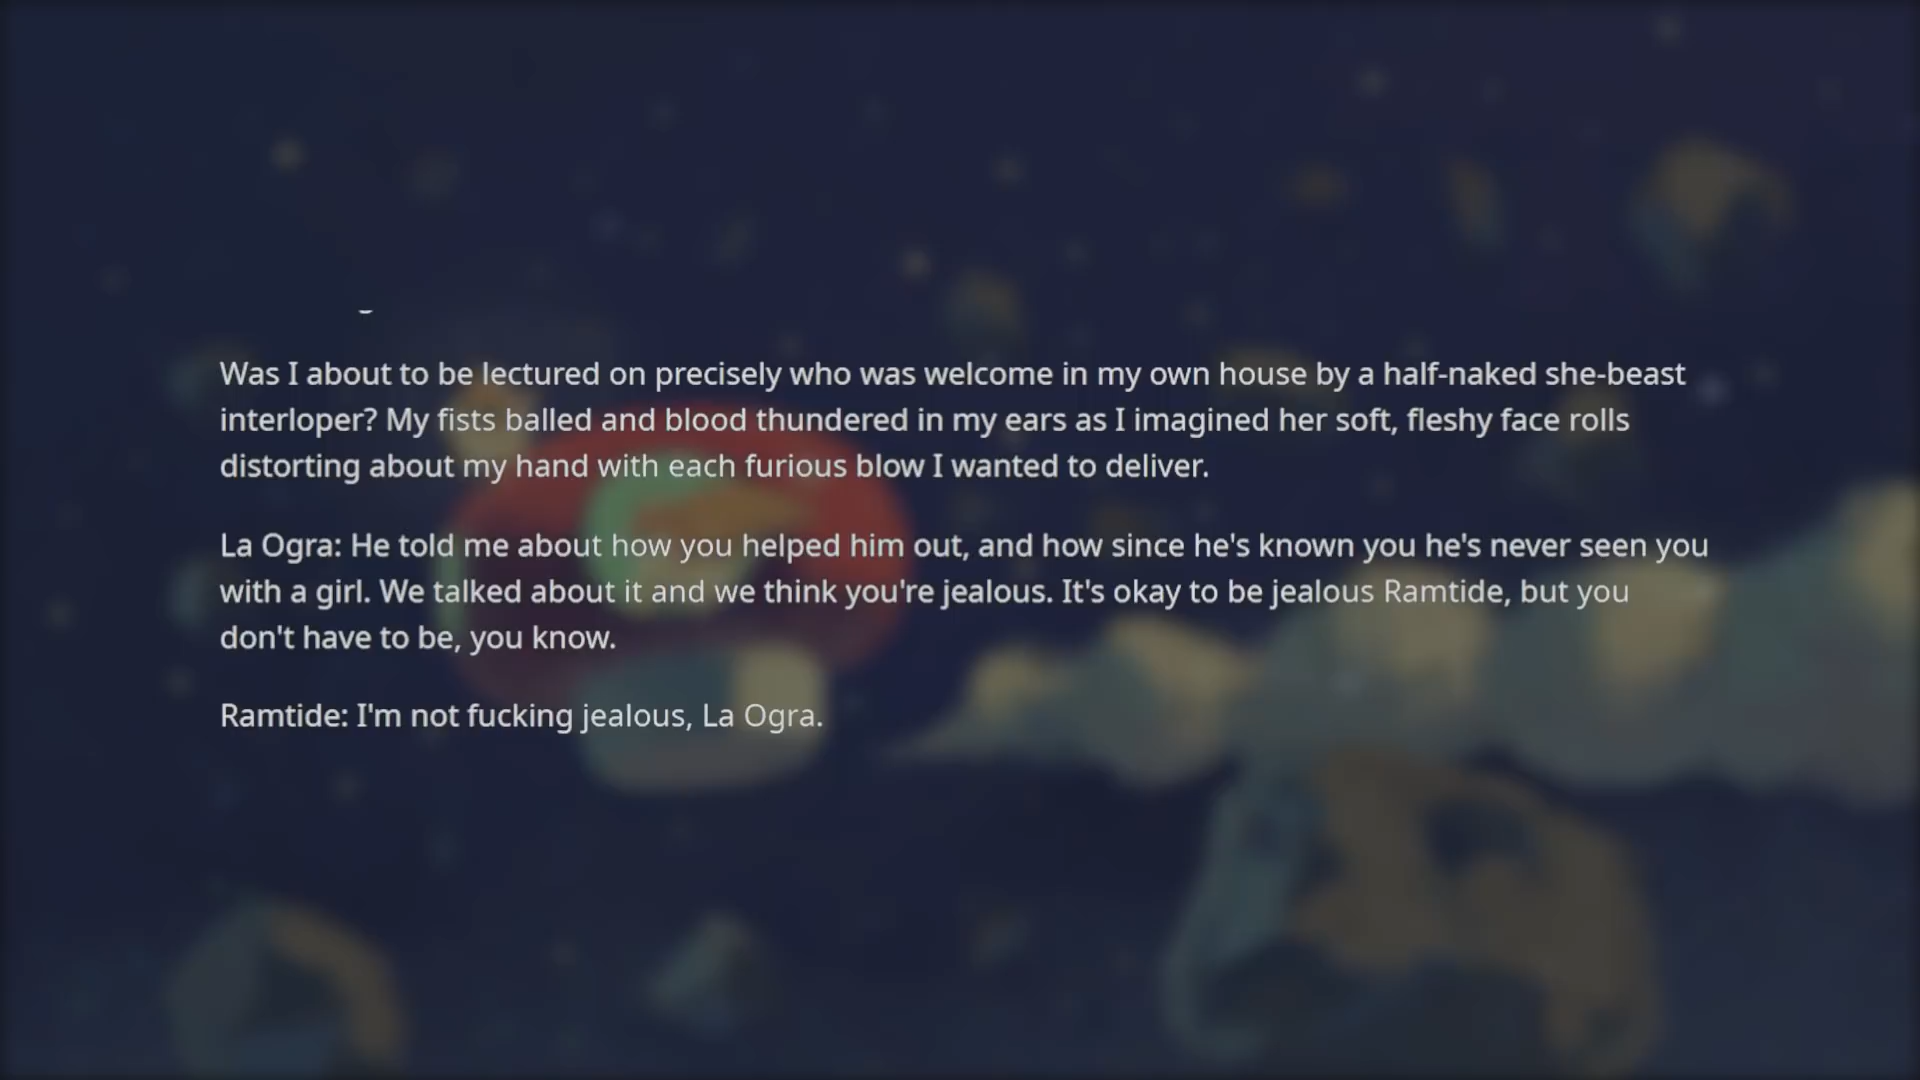 Was I about to be lectured on precisely who was welcome in my own house by a half-naked she-beast
interloper? My fists balled and blood thundered in my ears as I imagined her soft, fleshy face rolls
distorting about my hand with each furious blow I wanted to deliver.
La Ogra: He told me about how you helped him out, and how since he's known you he's never seen you
with a girl. We talked about it and we think you're jealous. It's okay to be jealous Ramtide, but you
don't have to be, you know.
Ramtide: I'm not fucking jealous, La Ogra.